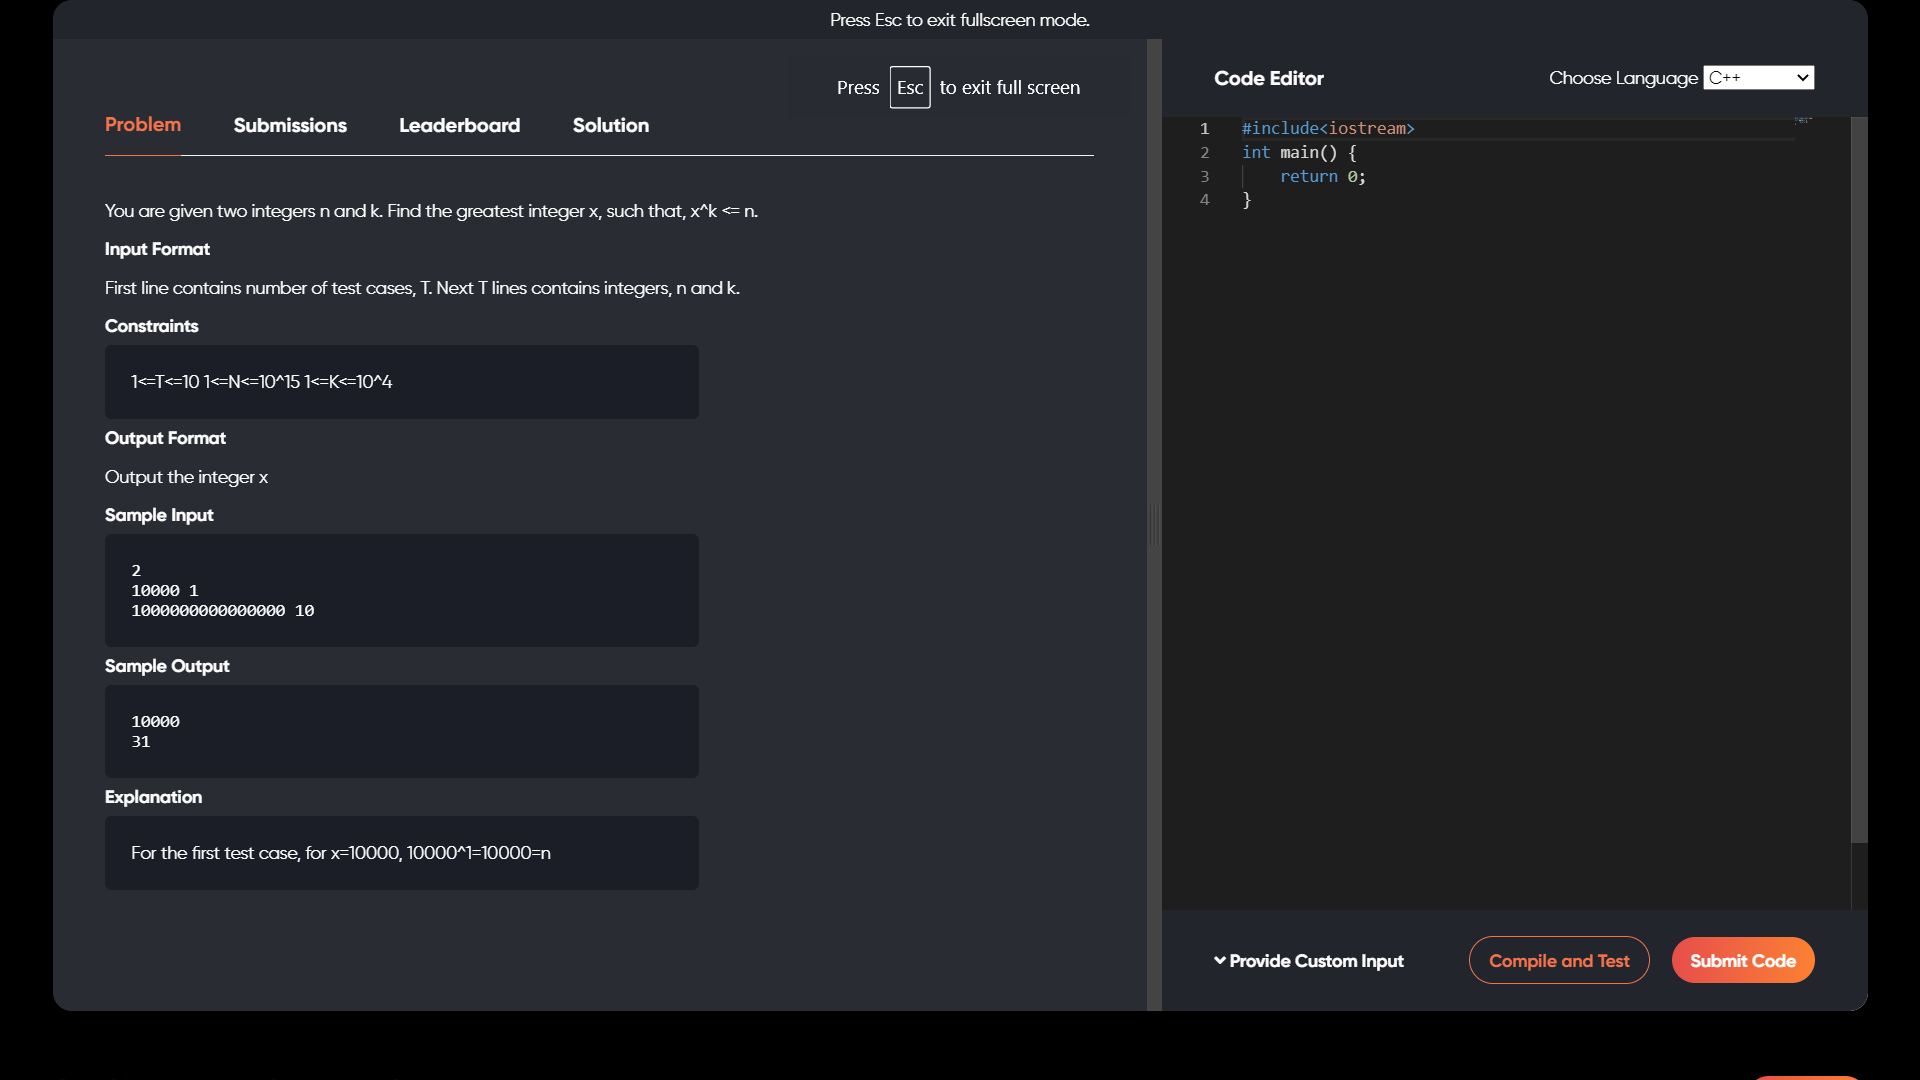 Press Esc to exit fullscreen mode.
Press Esc to exit full screen
Problem Submissions Leaderboard Solution
You are given two integers n and k. Find the greatest integer x, such that, x^k <= n.
Input Format
First line contains number of test cases, T. Next T lines contains integers, n and k.
Constraints
1<=T<=10 1<=N<=10^15 1<=K<=10^4
Output Format
Output the integer x
Sample Input
2
10000 1
1000000000000000 10
Sample Output
10000
31
Explanation
For the first test case, for x=10000, 10000^1=10000=n
Code Editor
Choose Language C++
1 #include<iostream>
2 int main() {
3     return 0;
4 }
Provide Custom Input
Compile and Test
Submit Code